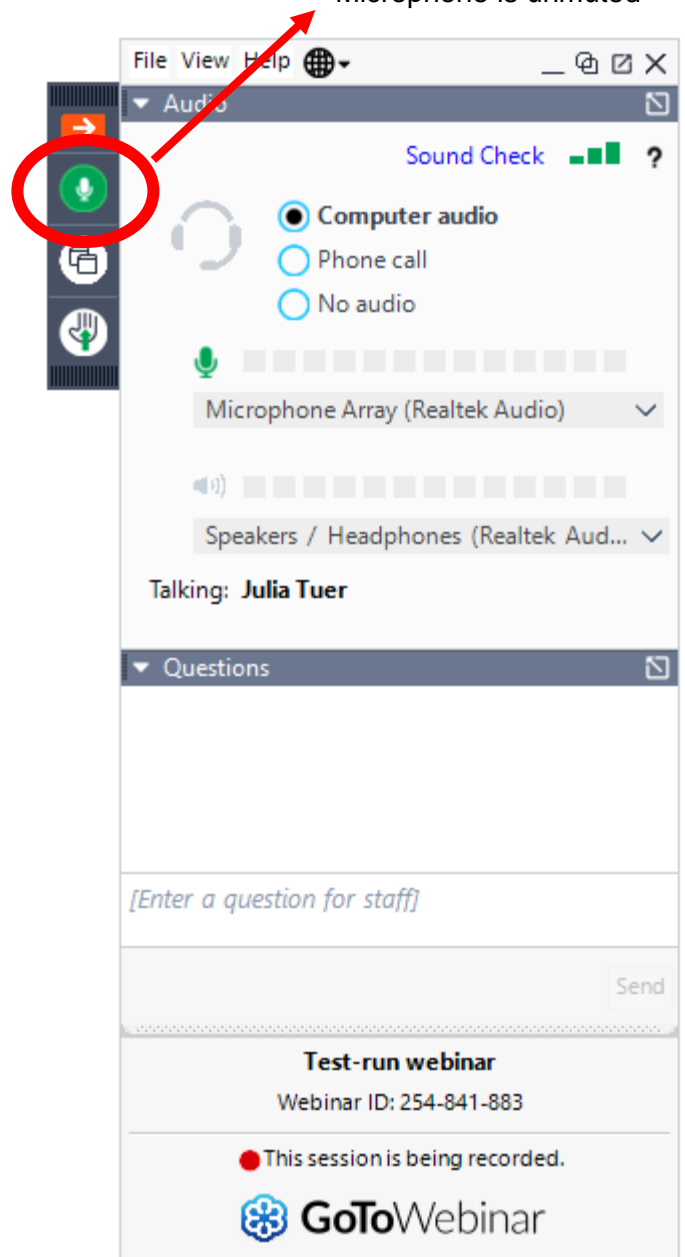 Microphone is unmuted
File View Help
Audio
Sound Check ?
Computer audio
Phone call
No audio
Microphone Array (Realtek Audio)
Speakers / Headphones (Realtek Aud...
Talking: Julia Tuer
Questions
[Enter a question for staff]
Send
Test-run webinar
Webinar ID: 254-841-883
This session is being recorded.
GoToWebinar